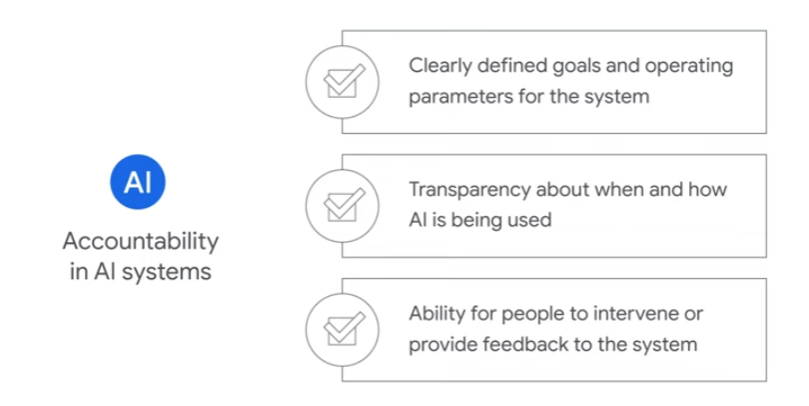 AI
Accountability
in AI systems
Clearly defined goals and operating
parameters for the system
Transparency about when and how
AI is being used
Ability for people to intervene or
provide feedback to the system